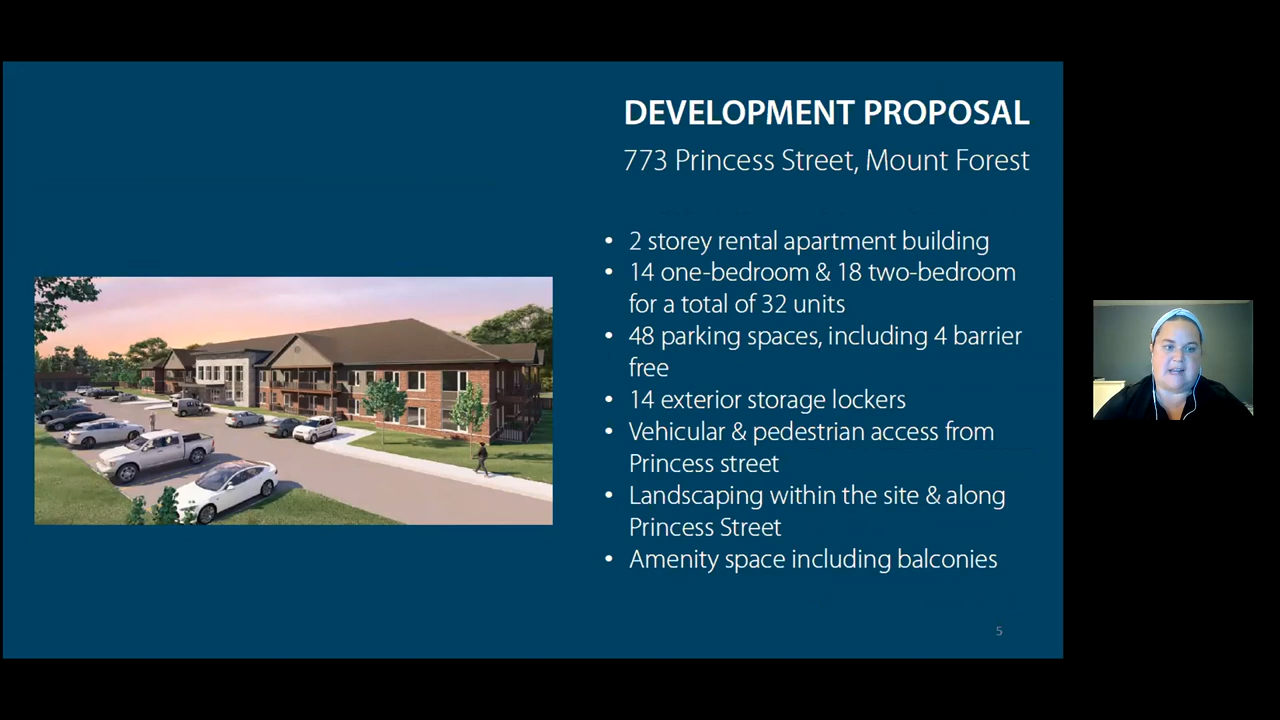 DEVELOPMENT PROPOSAL
773 Princess Street, Mount Forest
• 2 storey rental apartment building
• 14 one-bedroom & 18 two-bedroom
for a total of 32 units
• 48 parking spaces, including 4 barrier
free
• 14 exterior storage lockers
• Vehicular & pedestrian access from
Princess street
• Landscaping within the site & along
Princess Street
• Amenity space including balconies
5